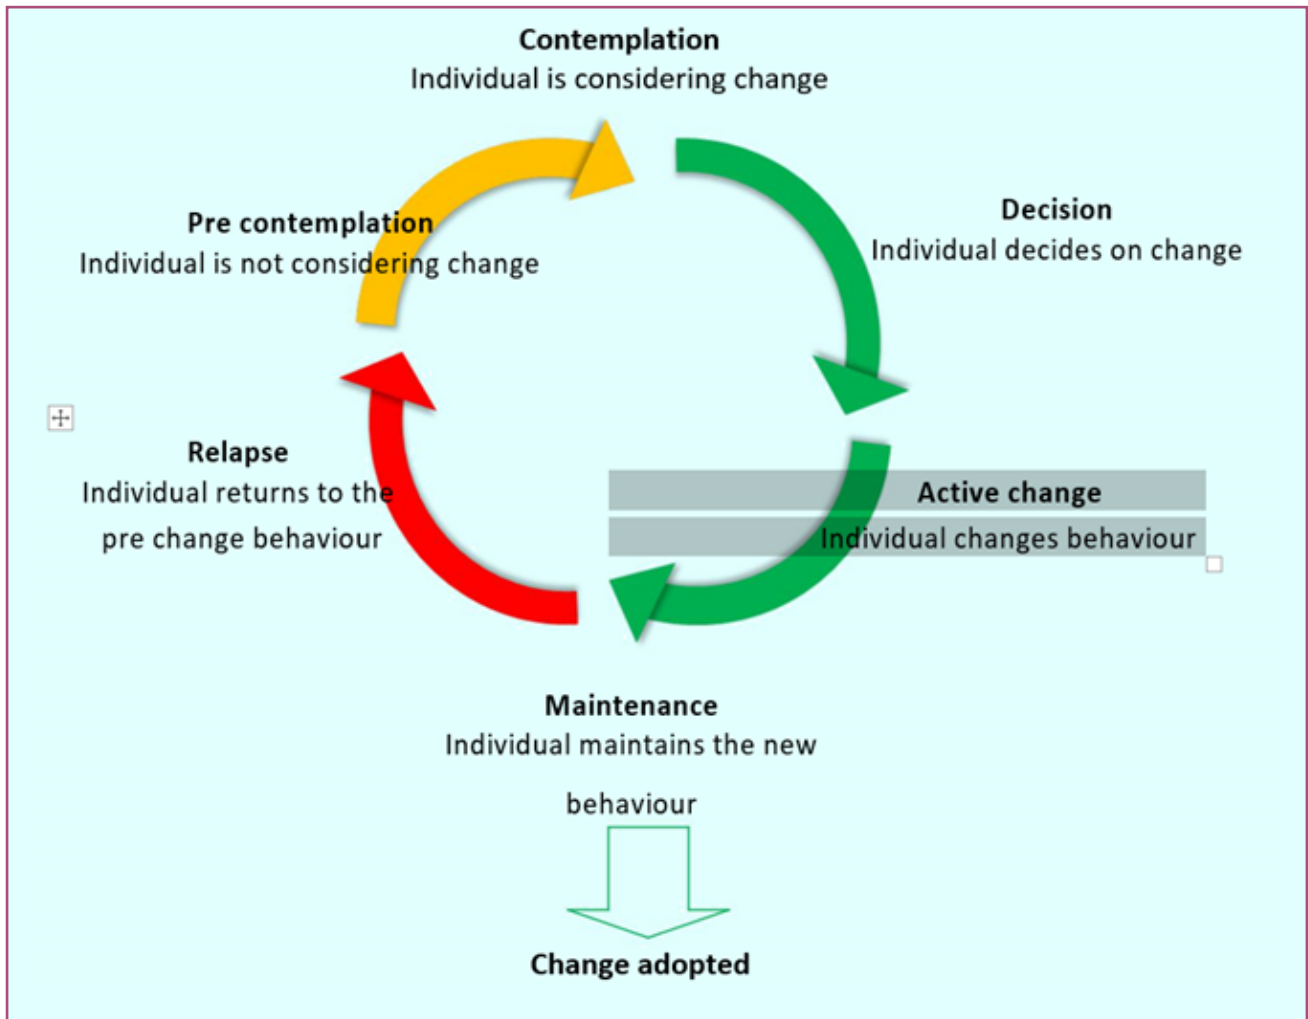 Contemplation
Individual is considering change
Pre contemplation
Individual is not considering change
Decision
Individual decides on change
Relapse
Individual returns to the
pre change behaviour
Active change
Individual changes behaviour
Maintenance
Individual maintains the new
behaviour
Change adopted